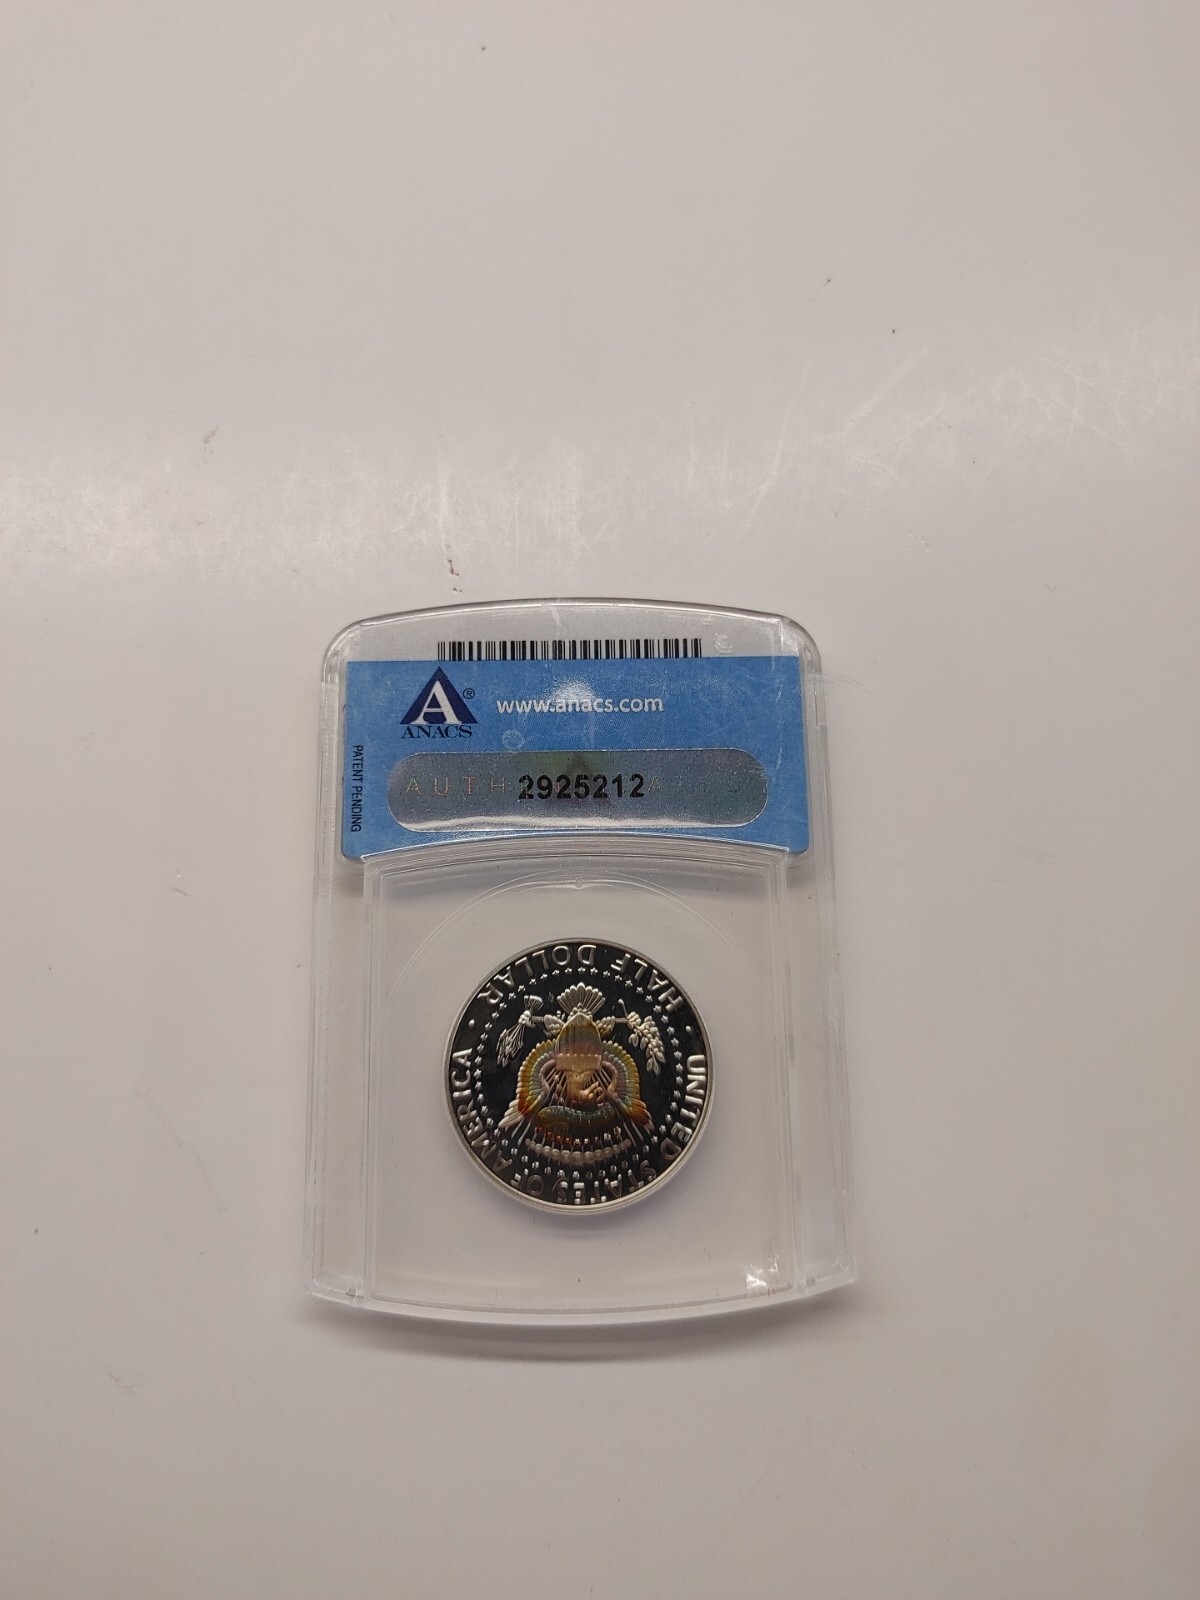 A®
ANACS
www.anacs.com
PATENT PENDING
AUTH
2925212
HALF DOLLAR
UNITED STATES OF AMERICA